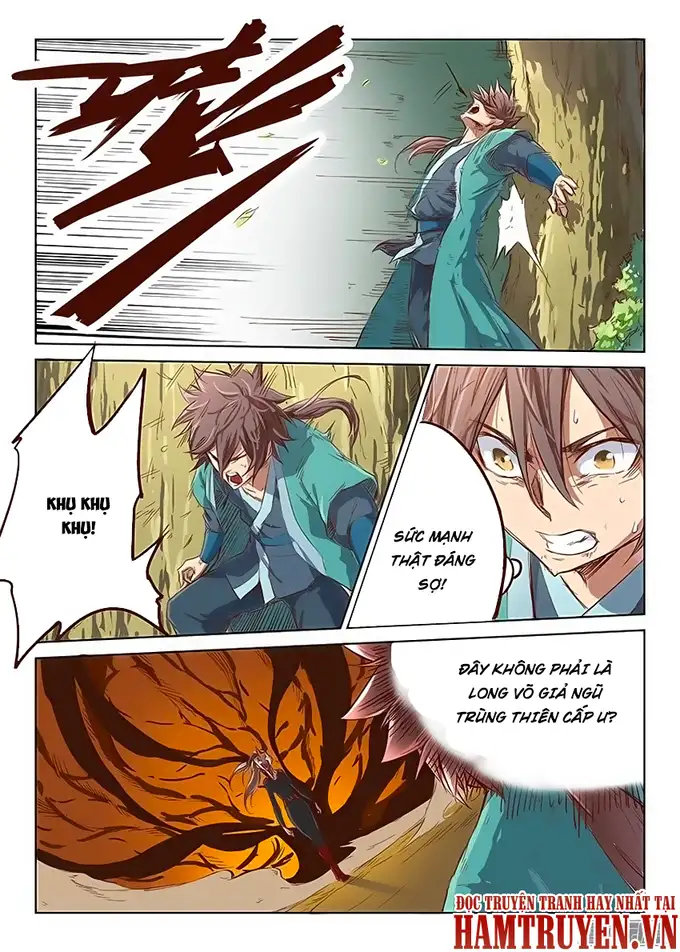 KHỤ KHỤ
KHỤ!
SỨC MẠNH
THẬT ĐÁNG
SỢ!
ĐÂY KHÔNG PHẢI LÀ
LONG VÕ GIẢ NGŨ
TRÙNG THIÊN CẤP Ư?
ĐỌC TRUYỆN TRANH HAY NHẤT TẠI
HAMTRUYEN.VN